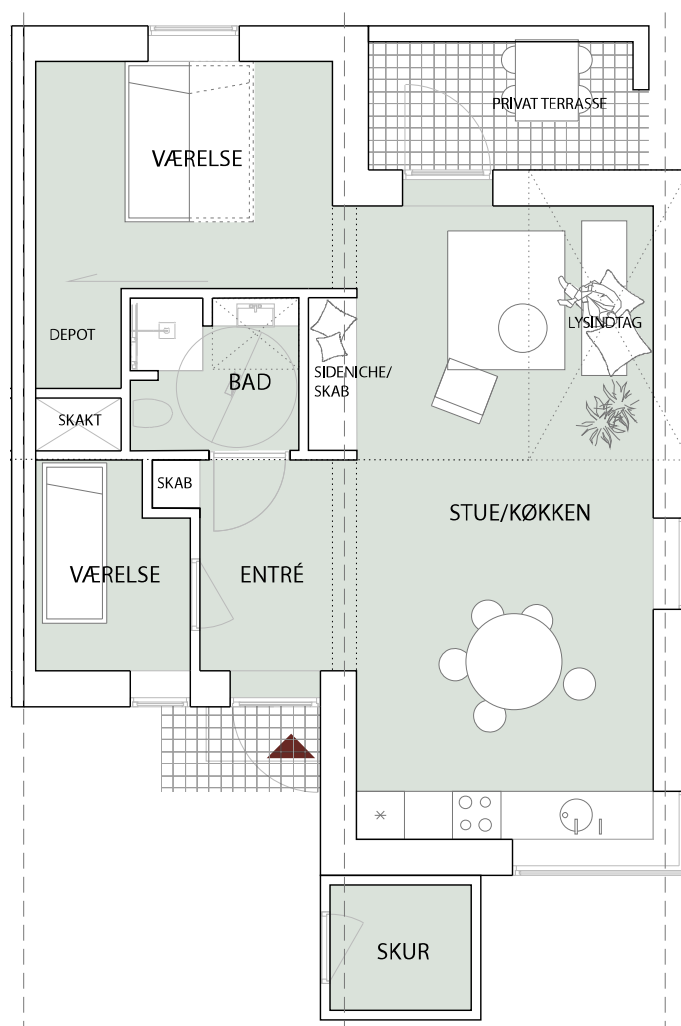 PRIVAT TERRASSE
VÆRELSE
LYSINDTAG
DEPOT
BAD
SIDENICHE/
SKAB
SKAKT
SKAB
STUE/KØKKEN
VÆRELSE
ENTRÉ
SKUR